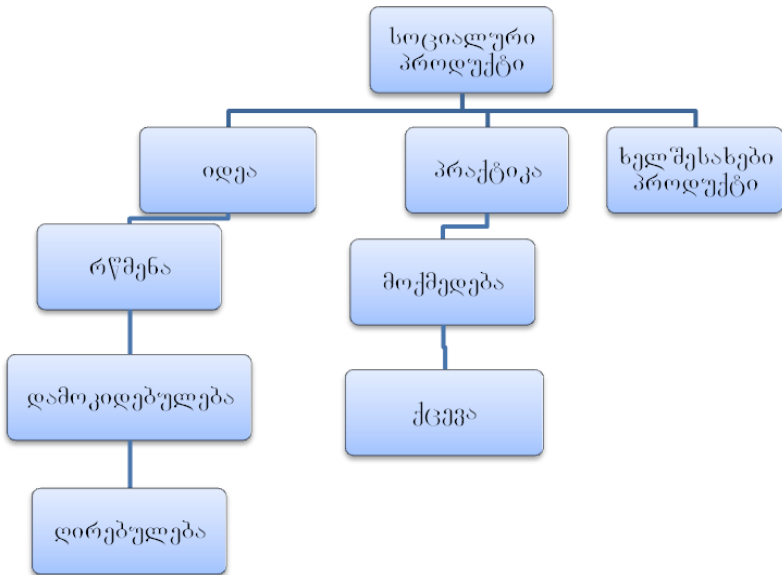 სოციალური
პროდუქტი
იდეა
პრაქტიკა
ხელშესახები
პროდუქტი
რწმენა
მოქმედება
დამოკიდებულება
ქცევა
ღირებულება